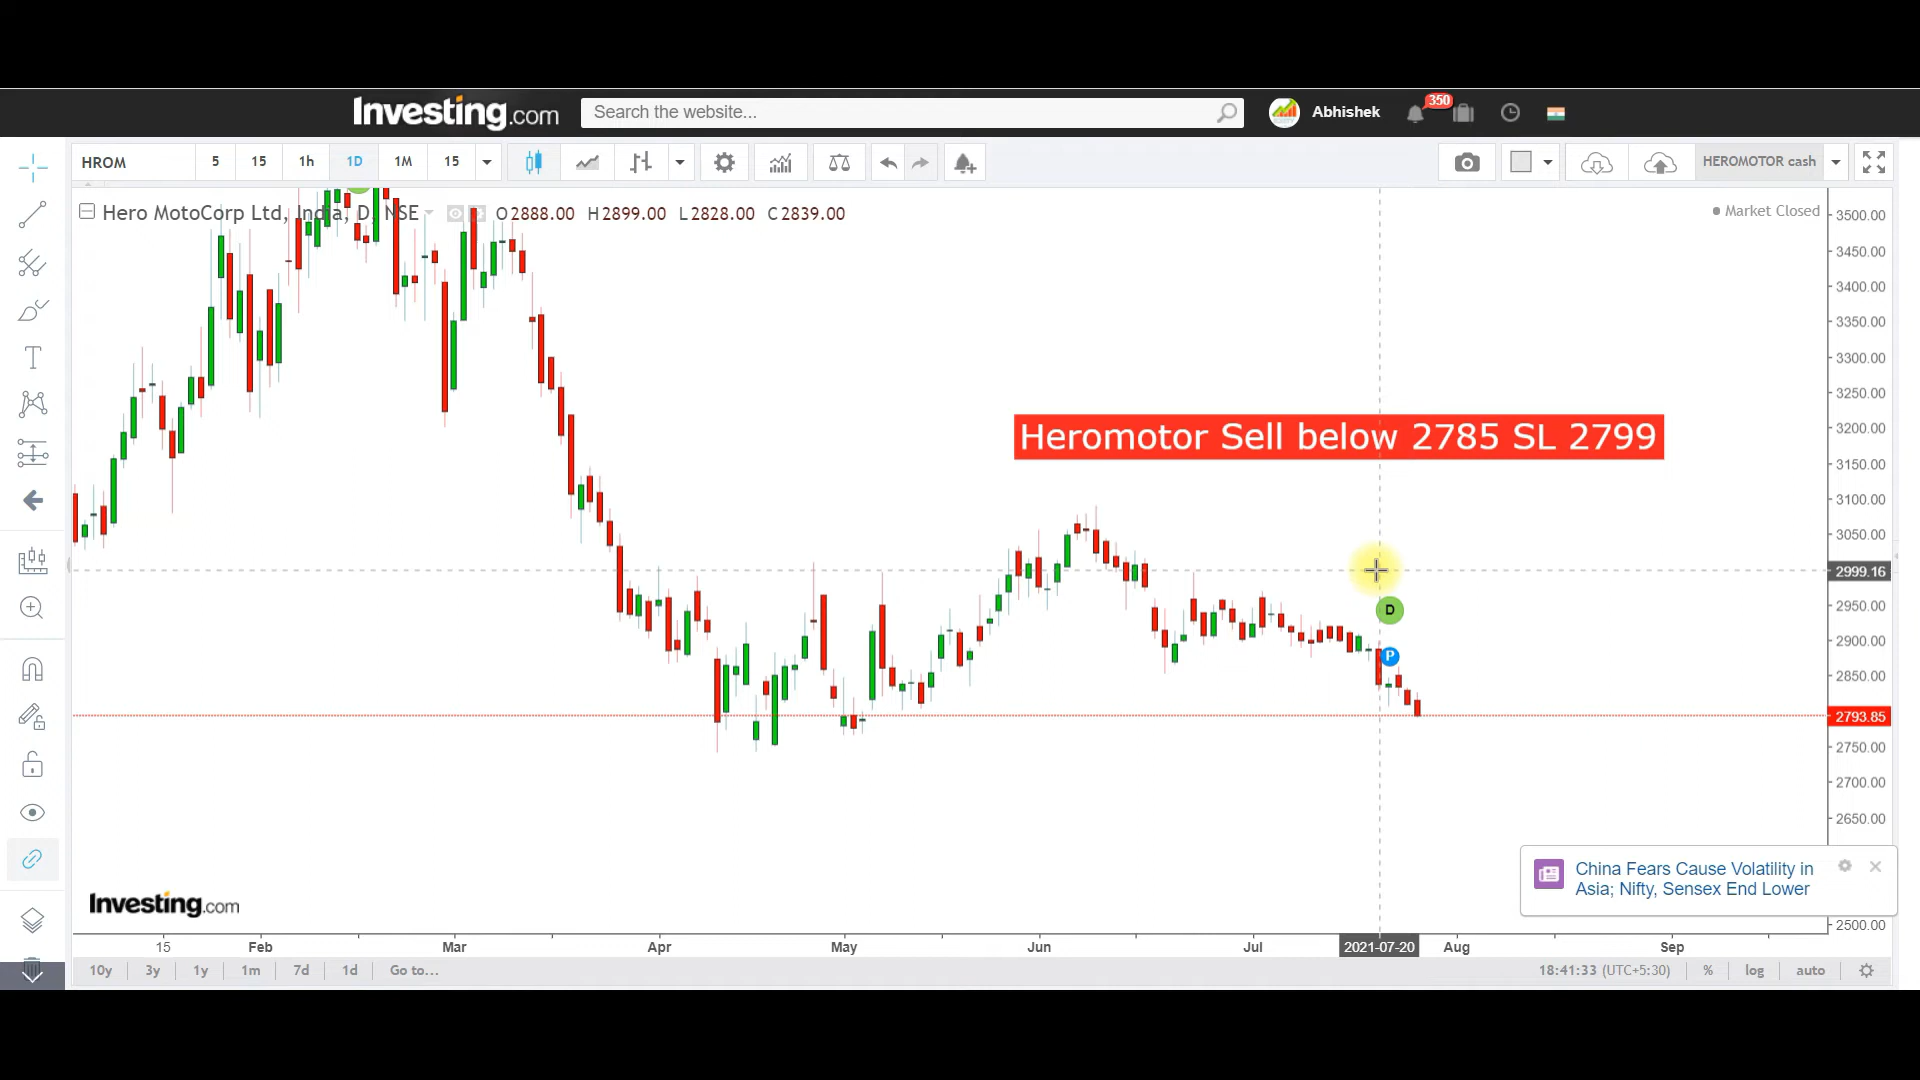 Investing.com
Search the website...
Abhishek
350
HROM
5
15
1h
1D
1M
15
HEROMOTOR cash
Hero MotoCorp Ltd, India, D, NSE
O2888.00 H2899.00 L2828.00 C2839.00
Market Closed
3500.00
3450.00
3400.00
3350.00
3300.00
3250.00
3200.00
Heromotor Sell below 2785 SL 2799
3150.00
3100.00
3050.00
2999.16
2950.00
D
2900.00
P
2850.00
2793.85
2750.00
2700.00
2650.00
China Fears Cause Volatility in
Asia; Nifty, Sensex End Lower
Investing.com
2500.00
15
Feb
Mar
Apr
May
Jun
Jul
2021-07-20
Aug
Sep
10y
3y
1y
1m
7d
1d
Go to...
18:41:33 (UTC+5:30)
%
log
auto